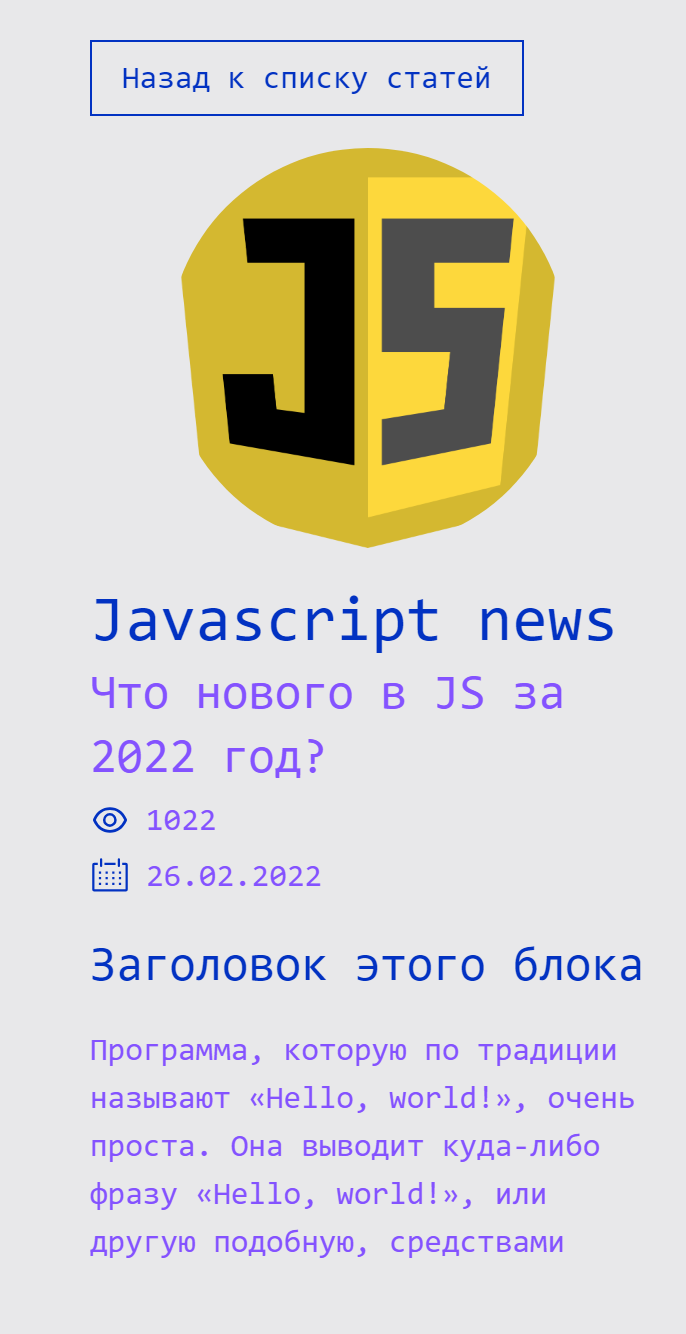 Назад к списку статей
JS
Javascript news
Что нового в JS за
2022 год?
1022
26.02.2022
Заголовок этого блока
Программа, которую по традиции
называют «Hello, world!», очень
проста. Она выводит куда-либо
фразу «Hello, world!», или
другую подобную, средствами